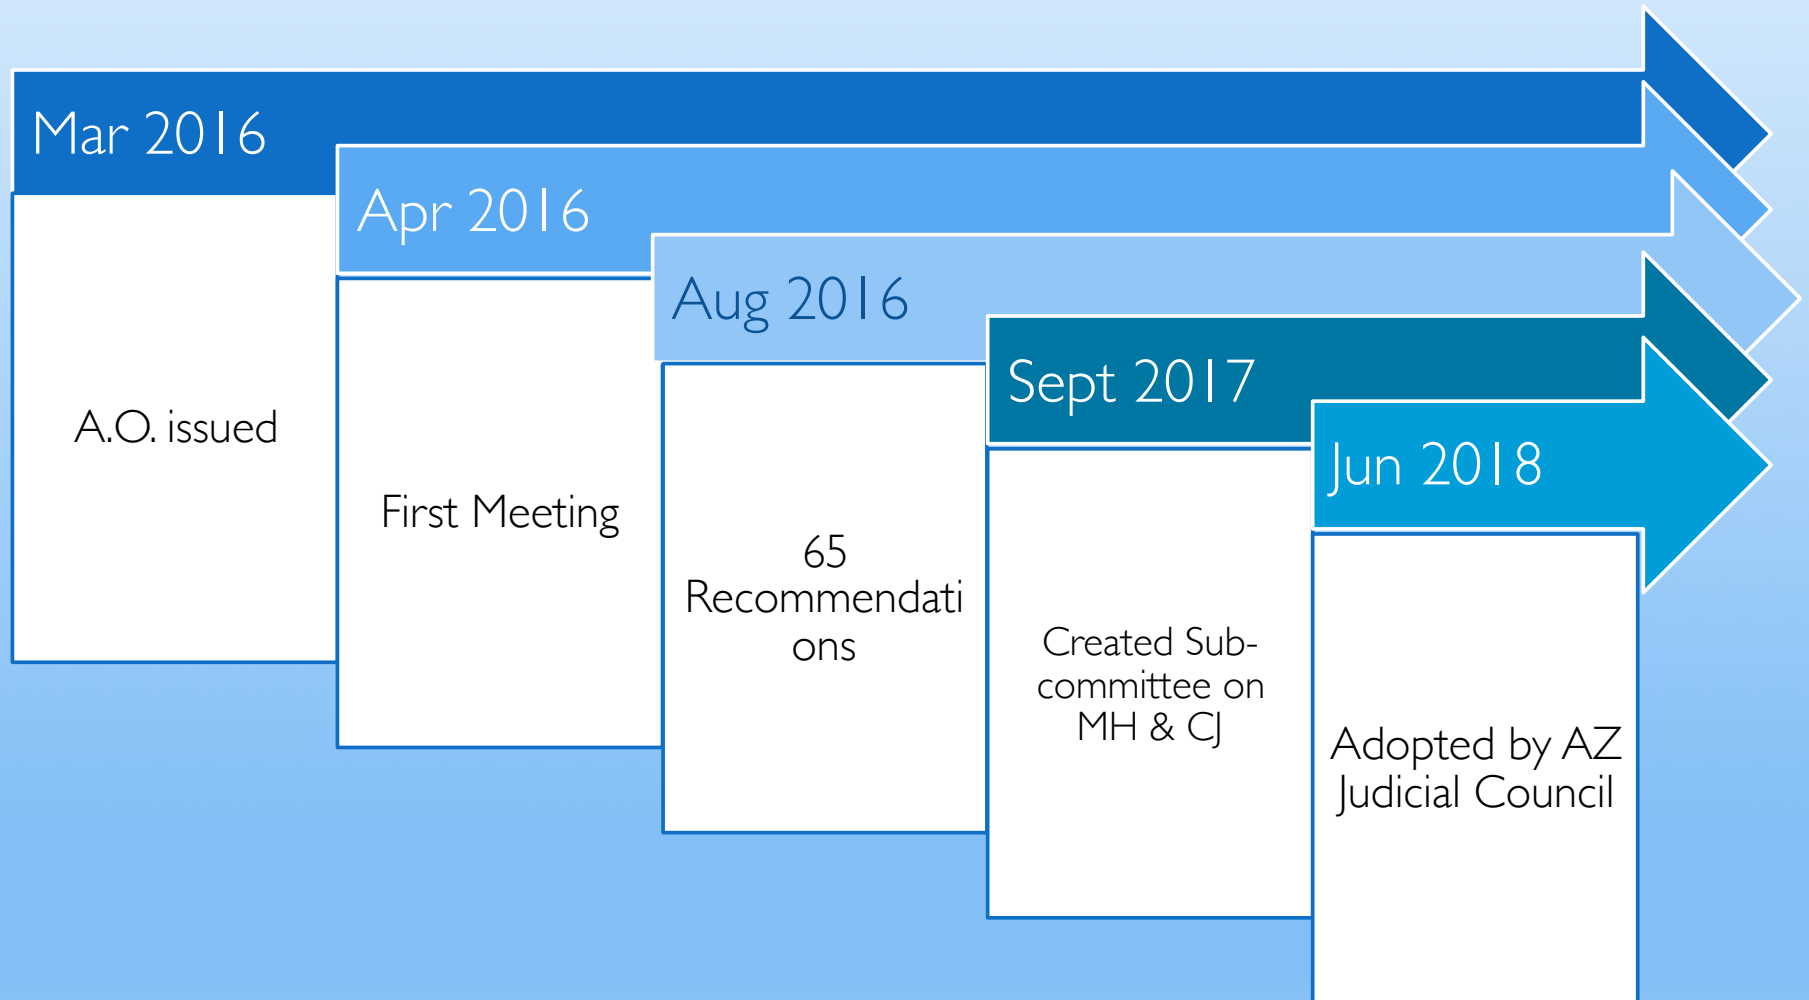 Mar 2016
A.O. issued
Apr 2016
First Meeting
Aug 2016
65
Recommendati
ons
Sept 2017
Created Sub-
committee on
MH & CJ
Jun 2018
Adopted by AZ
Judicial Council